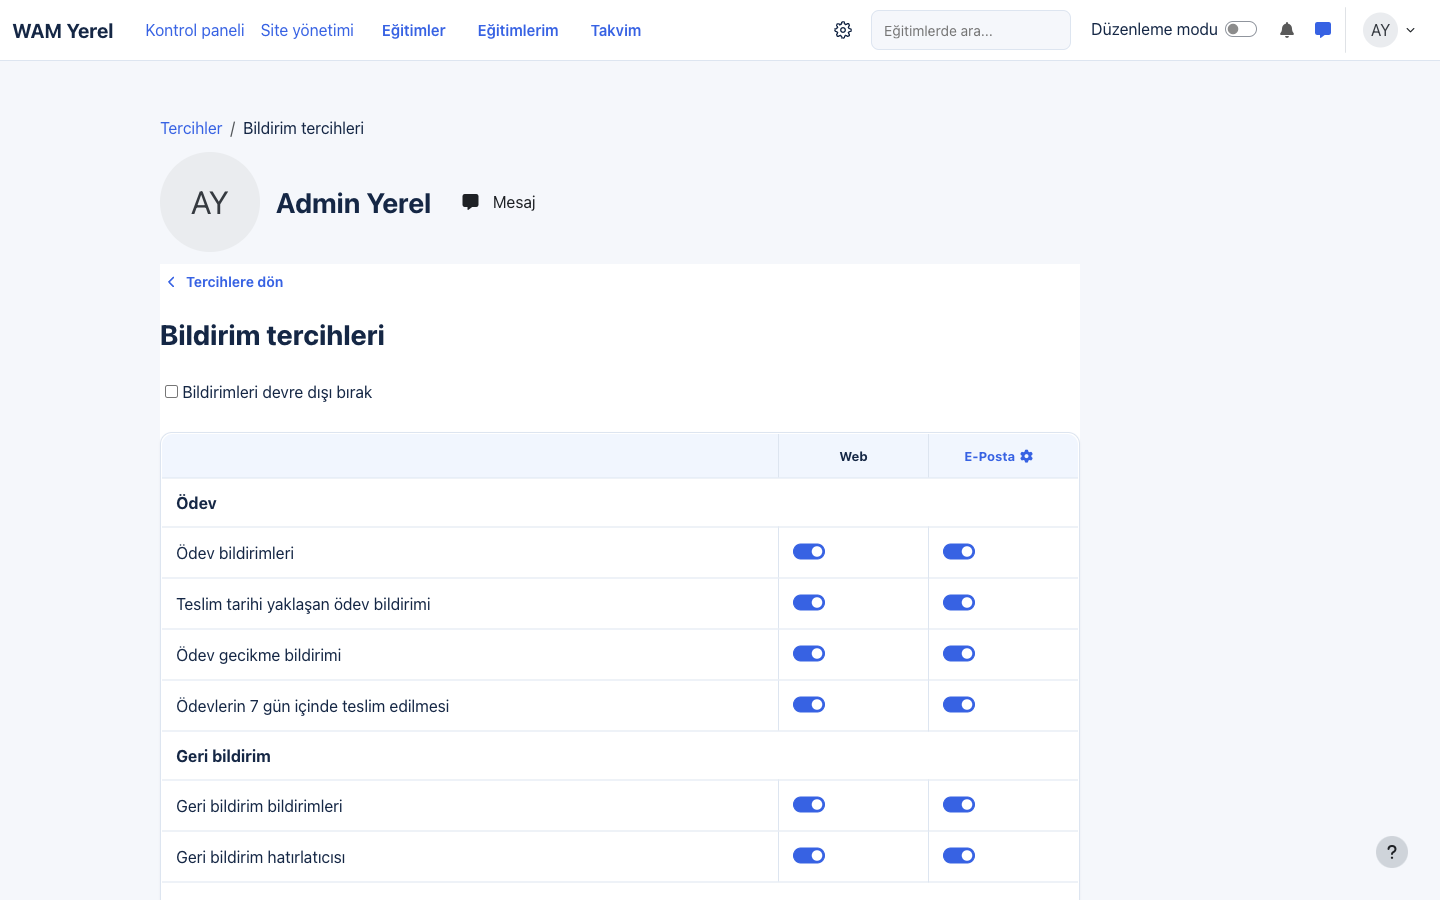 WAM Yerel Kontrol paneli Site yönetimi Eğitimler Eğitimlerim Takvim Eğitimlerde ara... Düzenleme modu AY
Tercihler / Bildirim tercihleri
AY Admin Yerel Mesaj
Tercihlere dön
Bildirim tercihleri
Bildirimleri devre dışı bırak
Web E-Posta
Ödev
Ödev bildirimleri
Teslim tarihi yaklaşan ödev bildirimi
Ödev gecikme bildirimi
Ödevlerin 7 gün içinde teslim edilmesi
Geri bildirim
Geri bildirim bildirimleri
Geri bildirim hatırlatıcısı
?